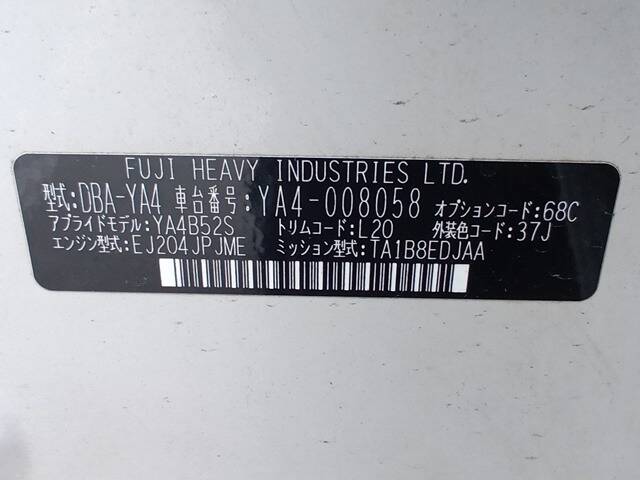 FUJI HEAVY INDUSTRIES LTD.
型式:DBA-YA4 車台番号:YA4-008058 オプションコード:68C
アプライドモデル:YA4B52S トリムコード:L20 外装色コード:37J
エンジン型式:EJ204JPJME ミッション型式:TA1B8EDJAA